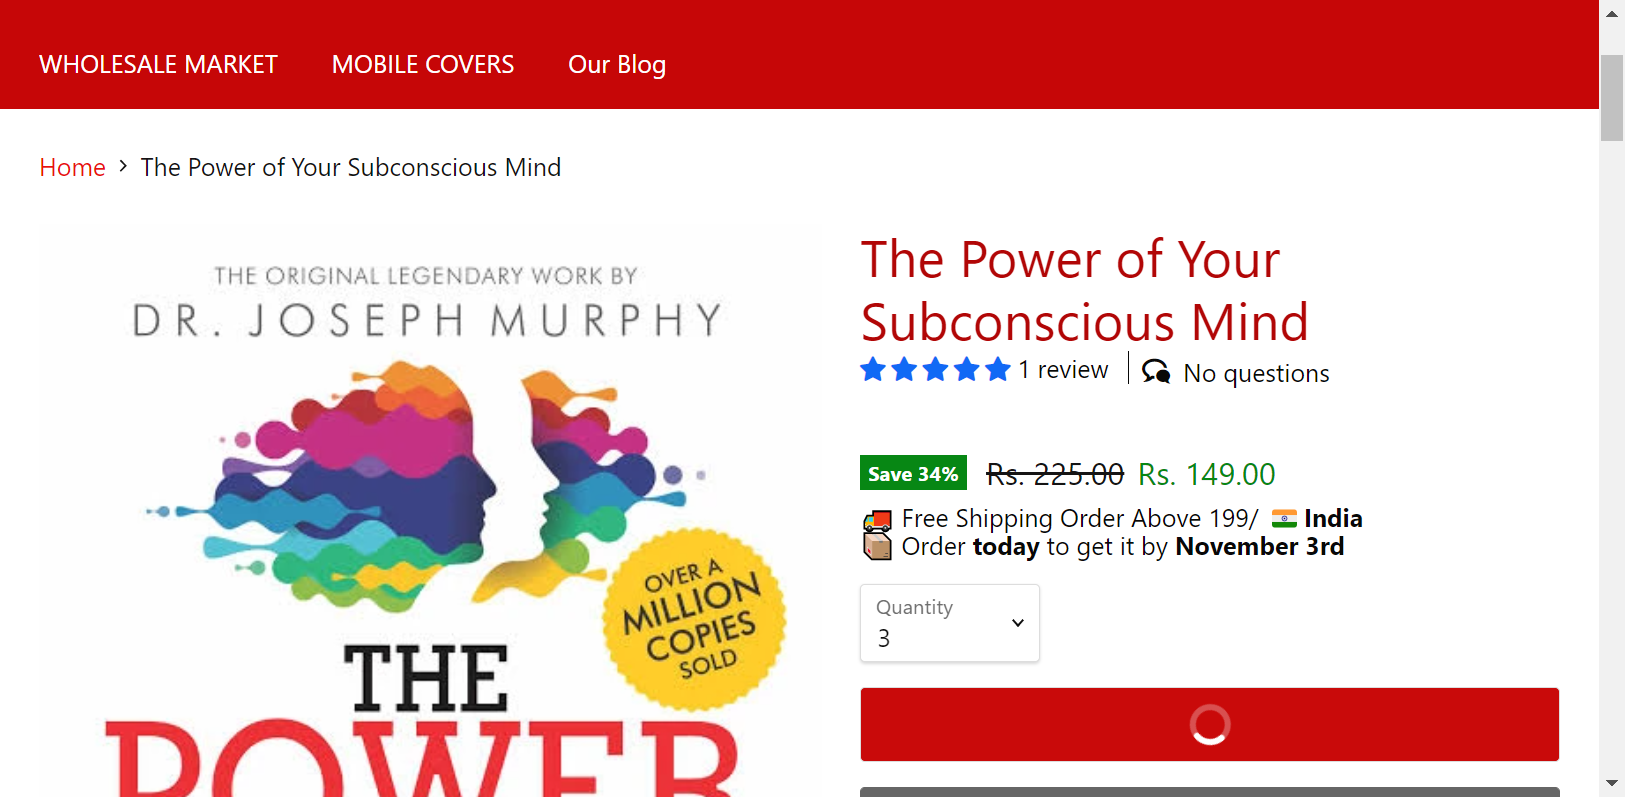 WHOLESALE MARKET MOBILE COVERS Our Blog
Home > The Power of Your Subconscious Mind
THE ORIGINAL LEGENDARY WORK BY
DR. JOSEPH MURPHY
OVER A
MILLION
COPIES
SOLD
THE
POWER
The Power of Your
Subconscious Mind
1 review No questions
Save 34% Rs. 225.00 Rs. 149.00
Free Shipping Order Above 199/ India
Order today to get it by November 3rd
Quantity
3